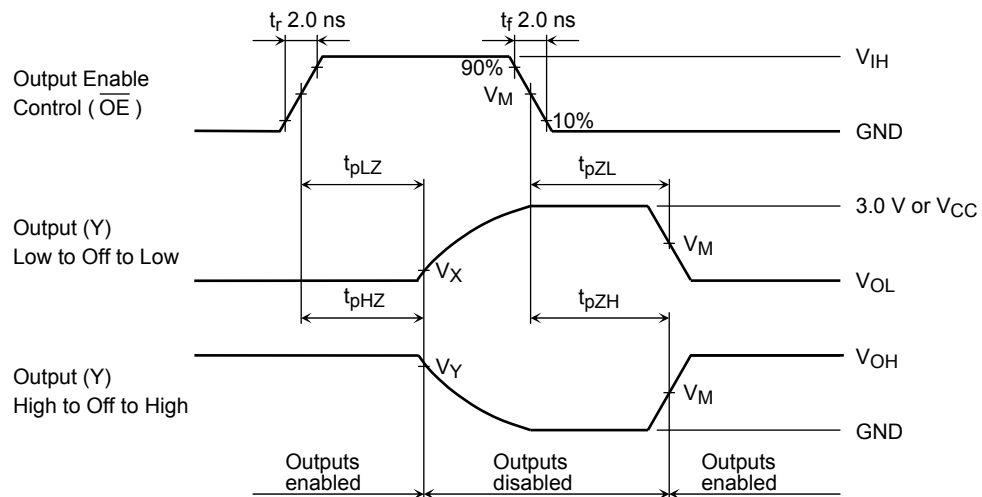 tr 2.0 ns
tf 2.0 ns
Output Enable
Control ( OE )
90%
VM
10%
VIH
GND
tpLZ
tpZL
Output (Y)
Low to Off to Low
VX
VM
3.0 V or VCC
VOL
tpHZ
tpZH
Output (Y)
High to Off to High
VY
VM
VOH
GND
Outputs
enabled
Outputs
disabled
Outputs
enabled